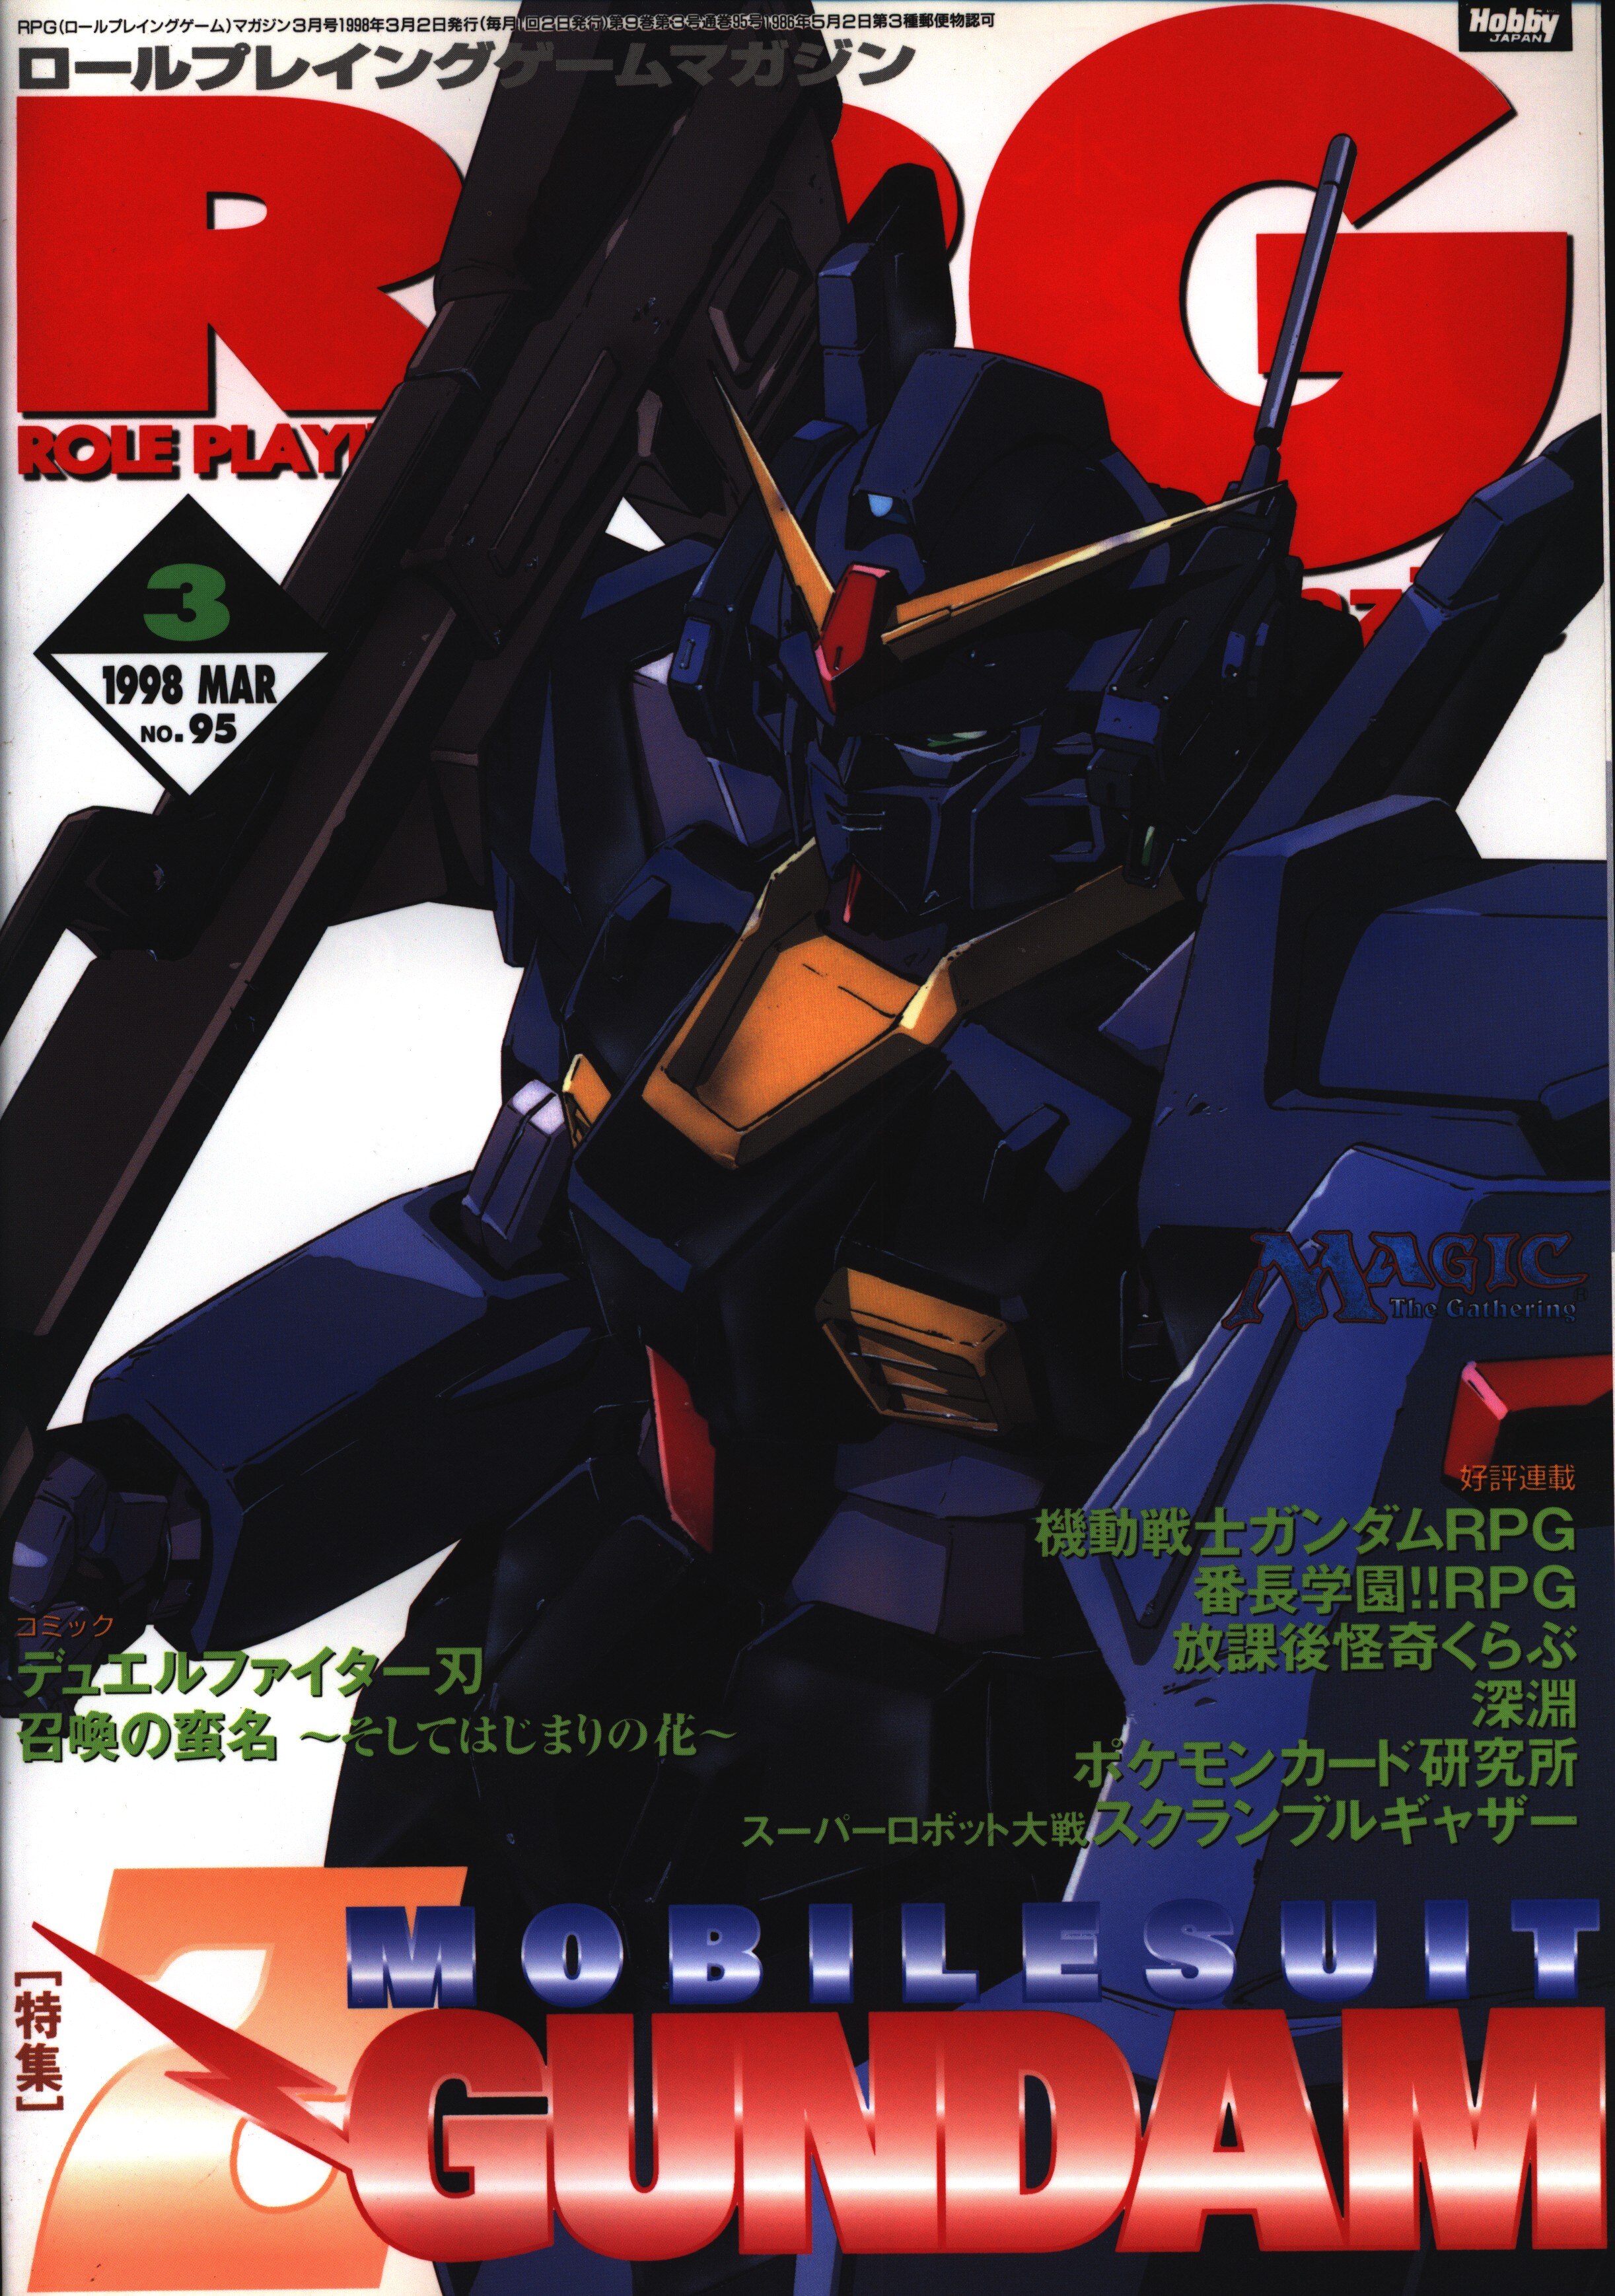 RPG(ロールプレイングゲーム)マガジン3月号1998年3月2日発行(毎月1回2日発行)第9巻第3号通巻95号1986年5月2日第3種郵便物認可
Hobby
JAPAN
ロールプレイングゲームマガジン
RPG
ROLE PLAY
3
1998 MAR
NO.95
MAGIC
The Gathering®
好評連載
機動戦士ガンダムRPG
番長学園!!RPG
放課後怪奇くらぶ
深淵
ポケモンカード研究所
スーパーロボット大戦スクランブルギャザー
コミック
デュエルファイター刃
召喚の蛮名 〜そしてはじまりの花〜
[特集]
Z
MOBILE SUIT
GUNDAM